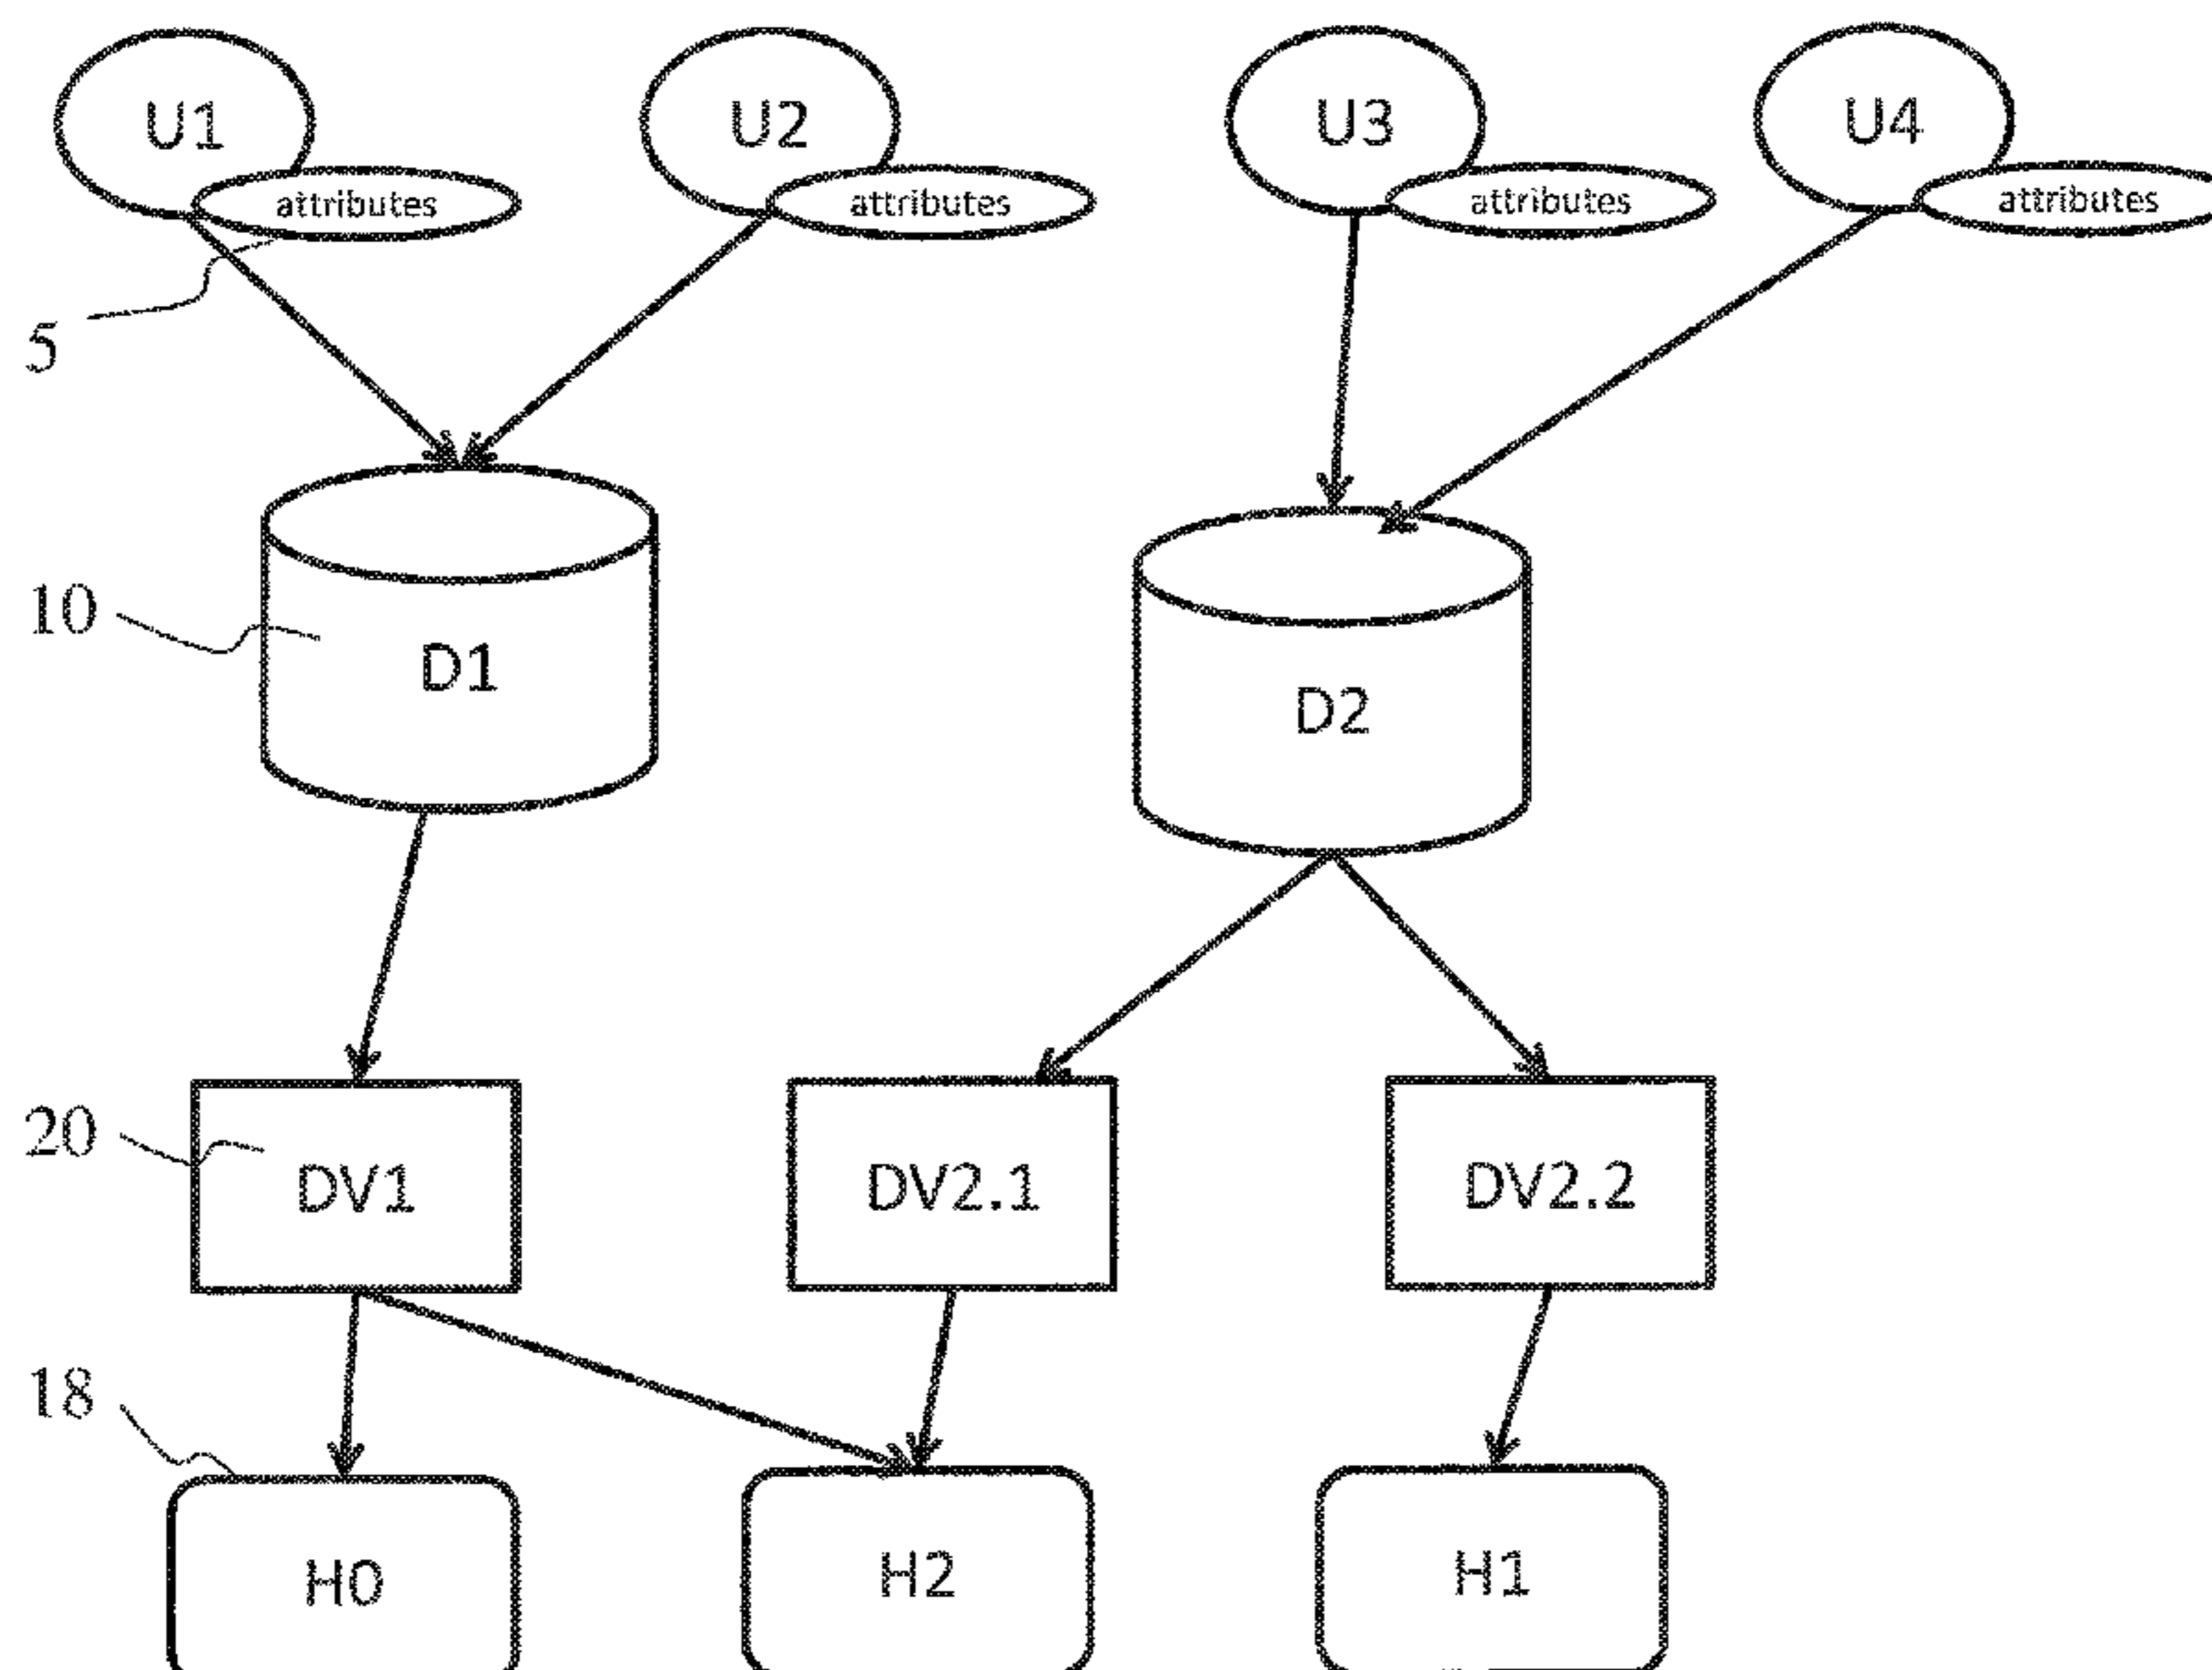 U1 U2 U3 U4
attributes attributes attributes attributes
5
10
D1 D2
20
DV1 DV2.1 DV2.2
18
H0 H2 H1